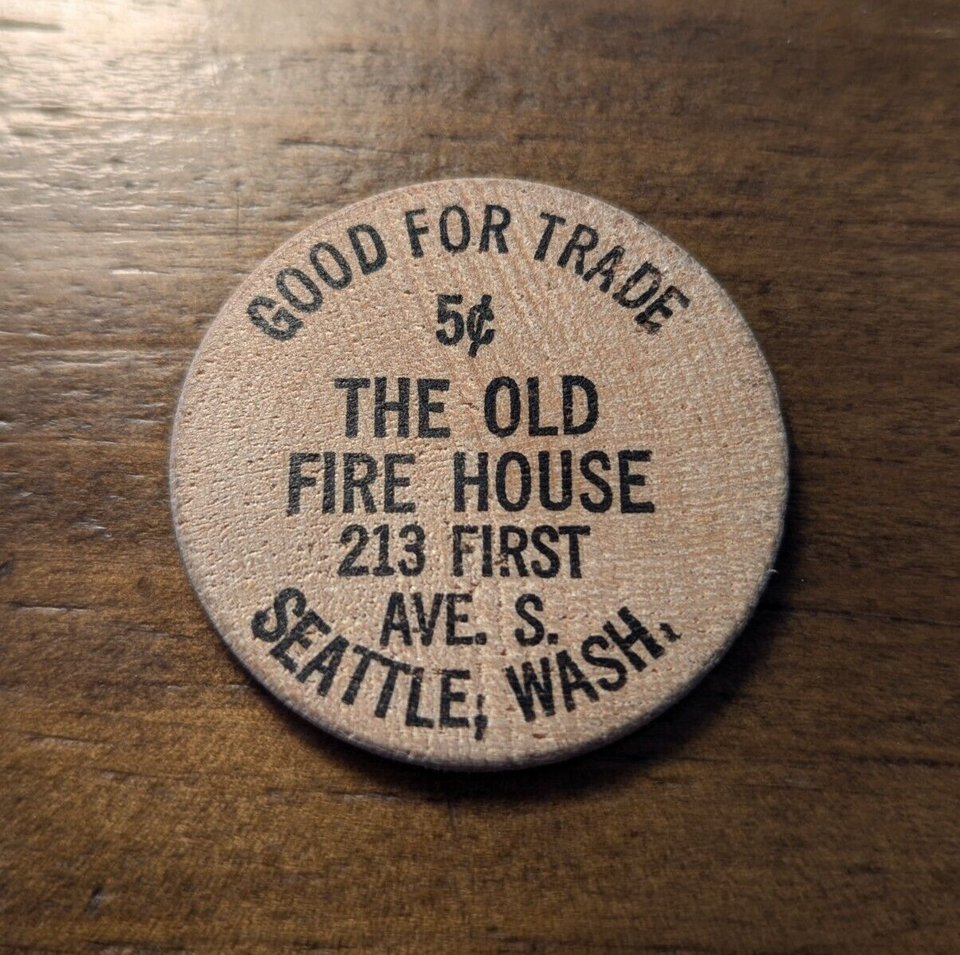 GOOD FOR TRADE
5¢
THE OLD
FIRE HOUSE
213 FIRST
AVE. S.
SEATTLE, WASH.